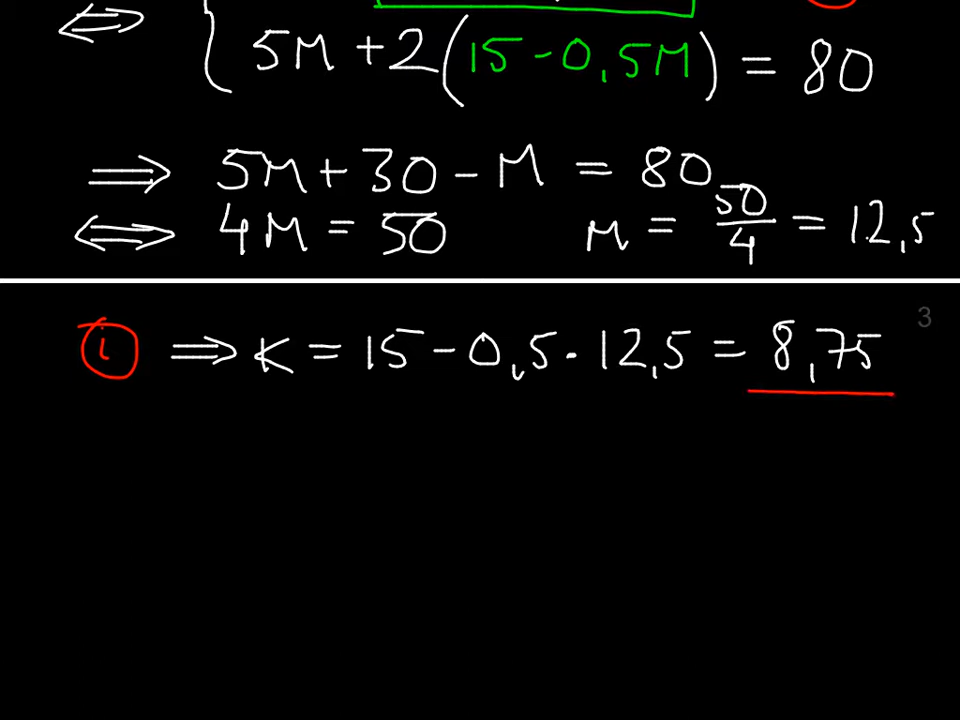 ⟺ { 5M + 2(15 - 0,5M) = 80
⟹ 5M + 30 - M = 80
⟺ 4M = 50 M = 50/4 = 12,5
3
i ⟹ K = 15 - 0,5 · 12,5 = 8,75